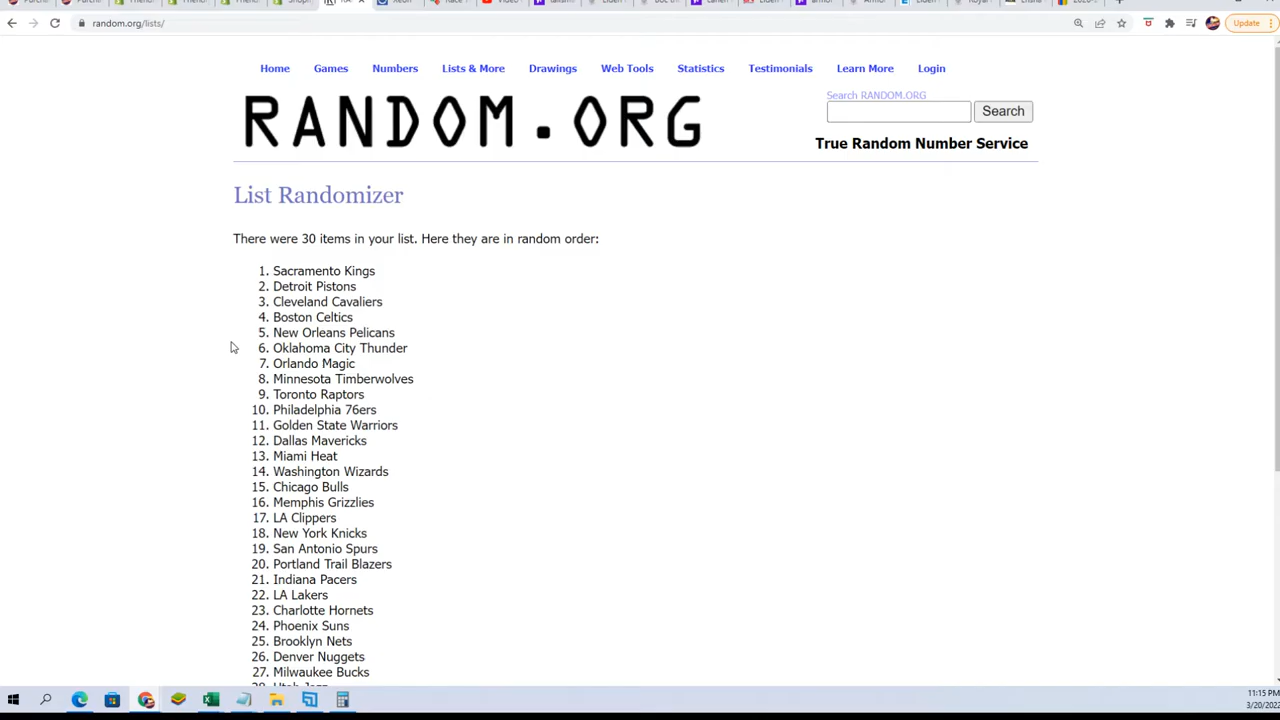 random.org/lists/
Update
Home Games Numbers Lists & More Drawings Web Tools Statistics Testimonials Learn More Login
RANDOM.ORG
Search RANDOM.ORG
Search
True Random Number Service
List Randomizer
There were 30 items in your list. Here they are in random order:
1. Sacramento Kings
2. Detroit Pistons
3. Cleveland Cavaliers
4. Boston Celtics
5. New Orleans Pelicans
6. Oklahoma City Thunder
7. Orlando Magic
8. Minnesota Timberwolves
9. Toronto Raptors
10. Philadelphia 76ers
11. Golden State Warriors
12. Dallas Mavericks
13. Miami Heat
14. Washington Wizards
15. Chicago Bulls
16. Memphis Grizzlies
17. LA Clippers
18. New York Knicks
19. San Antonio Spurs
20. Portland Trail Blazers
21. Indiana Pacers
22. LA Lakers
23. Charlotte Hornets
24. Phoenix Suns
25. Brooklyn Nets
26. Denver Nuggets
27. Milwaukee Bucks
28. Utah Jazz
11:15 PM
3/20/202